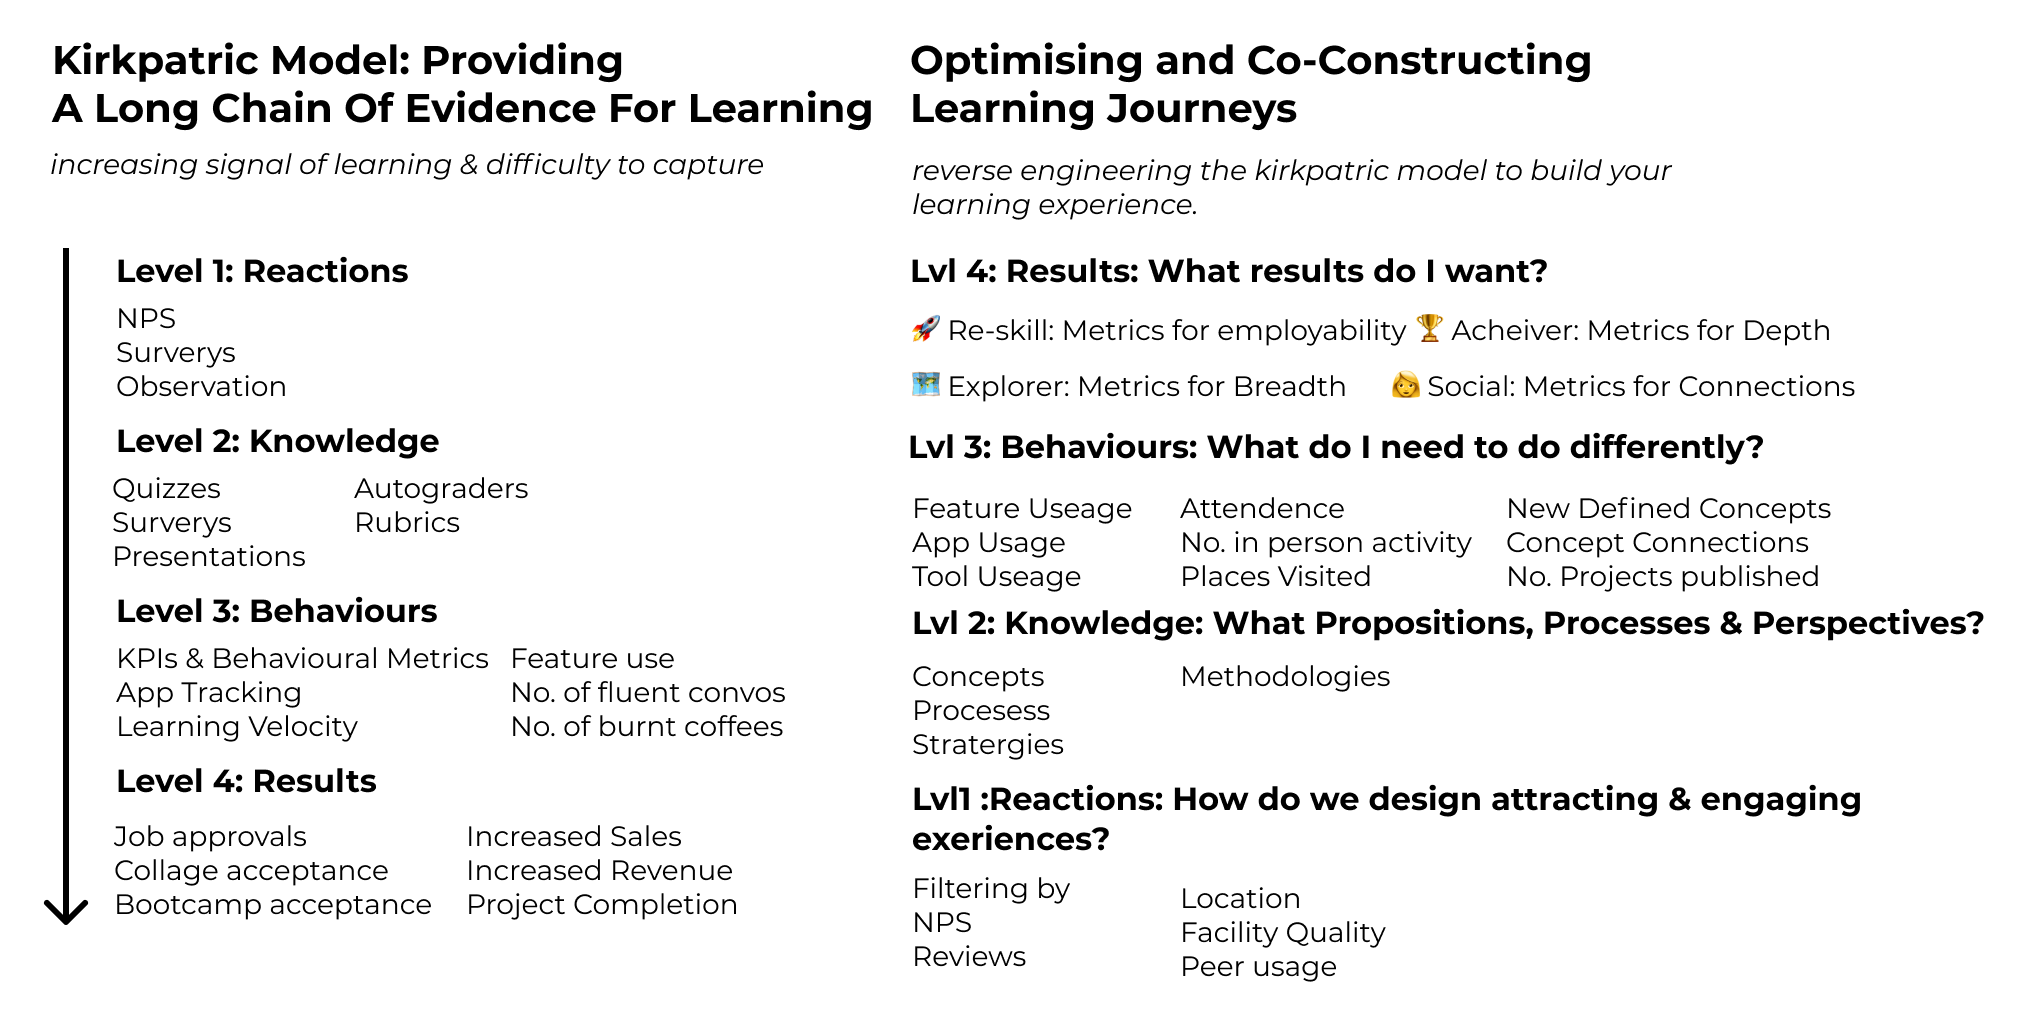 Kirkpatric Model: Providing
A Long Chain Of Evidence For Learning
increasing signal of learning & difficulty to capture
Level 1: Reactions
NPS
Surverys
Observation
Level 2: Knowledge
Quizzes Autograders
Surverys Rubrics
Presentations
Level 3: Behaviours
KPIs & Behavioural Metrics Feature use
App Tracking No. of fluent convos
Learning Velocity No. of burnt coffees
Level 4: Results
Job approvals Increased Sales
Collage acceptance Increased Revenue
Bootcamp acceptance Project Completion
Optimising and Co-Constructing
Learning Journeys
reverse engineering the kirkpatric model to build your
learning experience.
Lvl 4: Results: What results do I want?
🚀 Re-skill: Metrics for employability 🏆 Acheiver: Metrics for Depth
🗺️ Explorer: Metrics for Breadth 👩 Social: Metrics for Connections
Lvl 3: Behaviours: What do I need to do differently?
Feature Useage Attendence New Defined Concepts
App Usage No. in person activity Concept Connections
Tool Useage Places Visited No. Projects published
Lvl 2: Knowledge: What Propositions, Processes & Perspectives?
Concepts Methodologies
Procesess
Stratergies
Lvl1 :Reactions: How do we design attracting & engaging
exeriences?
Filtering by Location
NPS Facility Quality
Reviews Peer usage